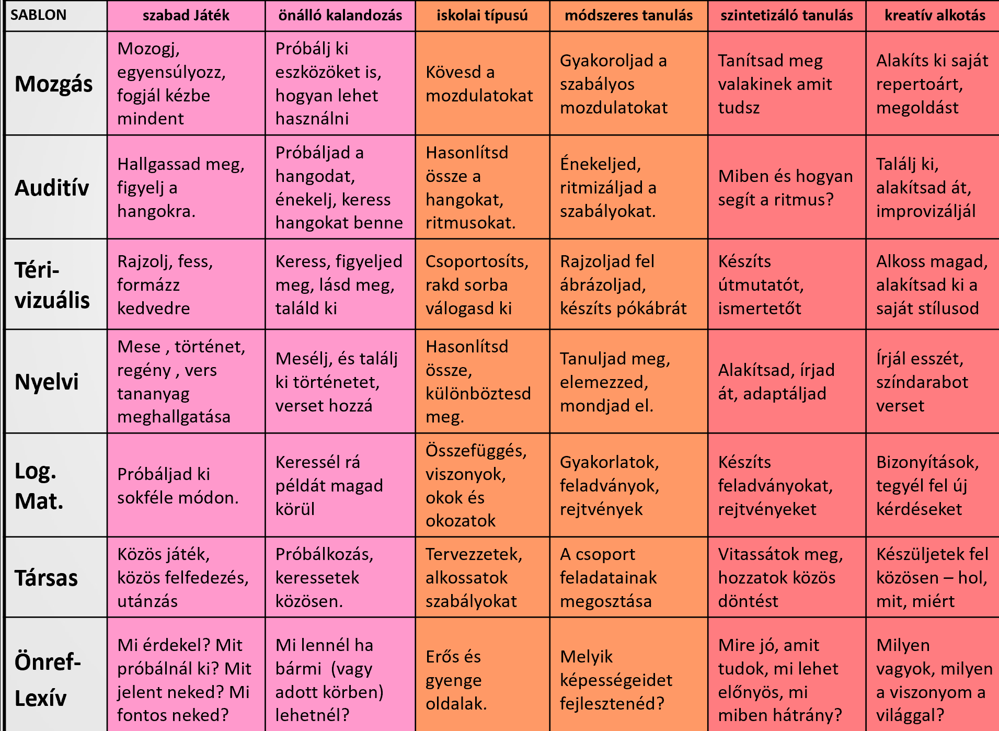 SABLON
szabad Játék
önálló kalandozás
iskolai típusú
módszeres tanulás
szintetizáló tanulás
kreatív alkotás
Mozgás
Mozogj,
egyensúlyozz,
fogjál kézbe
mindent
Próbálj ki
eszközöket is,
hogyan lehet
használni
Kövesd a
mozdulatokat
Gyakoroljad a
szabályos
mozdulatokat
Tanítsad meg
valakinek amit
tudsz
Alakíts ki saját
repertoárt,
megoldást
Auditív
Hallgassad meg,
figyelj a
hangokra.
Próbáljad a
hangodat,
énekelj, keress
hangokat benne
Hasonlítsd
össze a
hangokat,
ritmusokat.
Énekeljed,
ritmizáljad a
szabályokat.
Miben és hogyan
segít a ritmus?
Találj ki,
alakítsad át,
improvizáljál
Téri-
vizuális
Rajzolj, fess,
formázz
kedvedre
Keress, figyeljed
meg, lásd meg,
találd ki
Csoportosíts,
rakd sorba
válogasd ki
Rajzoljad fel
ábrázoljad,
készíts pókábrát
Készíts
útmutatót,
ismertetőt
Alkoss magad,
alakítsad ki a
saját stílusod
Nyelvi
Mese , történet,
regény , vers
tananyag
meghallgatása
Mesélj, és találj
ki történetet,
verset hozzá
Hasonlítsd
össze,
különböztesd
meg.
Tanuljad meg,
elemezzed,
mondjad el.
Alakítsad, írjad
át, adaptáljad
Írjál esszét,
színdarabot
verset
Log.
Mat.
Próbáljad ki
sokféle módon.
Keressél rá
példát magad
körül
Összefüggés,
viszonyok,
okok és
okozatok
Gyakorlatok,
feladványok,
rejtvények
Készíts
feladványokat,
rejtvényeket
Bizonyítások,
tegyél fel új
kérdéseket
Társas
Közös játék,
közös felfedezés,
utánzás
Próbálkozás,
keressetek
közösen.
Tervezzetek,
alkossatok
szabályokat
A csoport
feladatainak
megosztása
Vitassátok meg,
hozzatok közös
döntést
Készüljetek fel
közösen – hol,
mit, miért
Önref-
Lexív
Mi érdekel? Mit
próbálnál ki? Mit
jelent neked? Mi
fontos neked?
Mi lennél ha
bármi (vagy
adott körben)
lehetnél?
Erős és
gyenge
oldalak.
Melyik
képességeidet
fejlesztenéd?
Mire jó, amit
tudok, mi lehet
előnyös, mi
miben hátrány?
Milyen
vagyok, milyen
a viszonyom a
világgal?